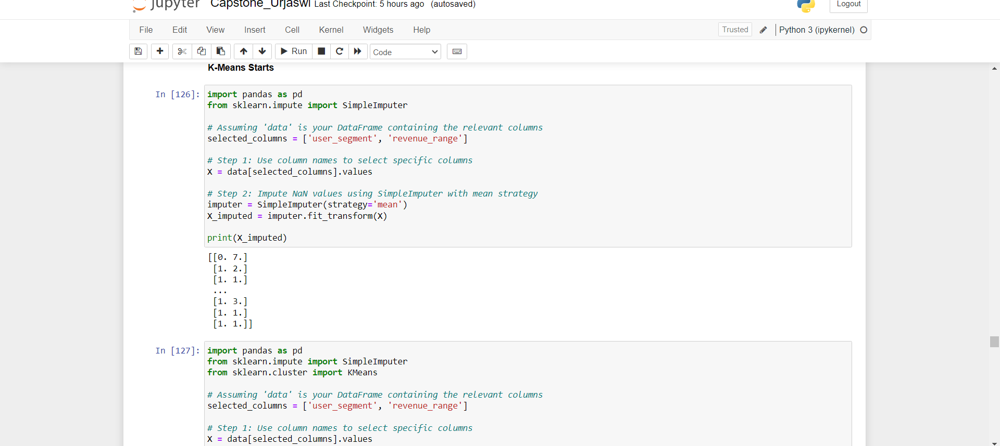 jupyter Capstone_Urjaswi Last Checkpoint: 5 hours ago (autosaved)
Logout
File Edit View Insert Cell Kernel Widgets Help
Trusted Python 3 (ipykernel)
Run Code
K-Means Starts
In [126]: import pandas as pd
from sklearn.impute import SimpleImputer
# Assuming 'data' is your DataFrame containing the relevant columns
selected_columns = ['user_segment', 'revenue_range']
# Step 1: Use column names to select specific columns
X = data[selected_columns].values
# Step 2: Impute NaN values using SimpleImputer with mean strategy
imputer = SimpleImputer(strategy='mean')
X_imputed = imputer.fit_transform(X)
print(X_imputed)
[[0. 7.]
[1. 2.]
[1. 1.]
...
[1. 3.]
[1. 1.]
[1. 1.]]
In [127]: import pandas as pd
from sklearn.impute import SimpleImputer
from sklearn.cluster import KMeans
# Assuming 'data' is your DataFrame containing the relevant columns
selected_columns = ['user_segment', 'revenue_range']
# Step 1: Use column names to select specific columns
X = data[selected_columns].values